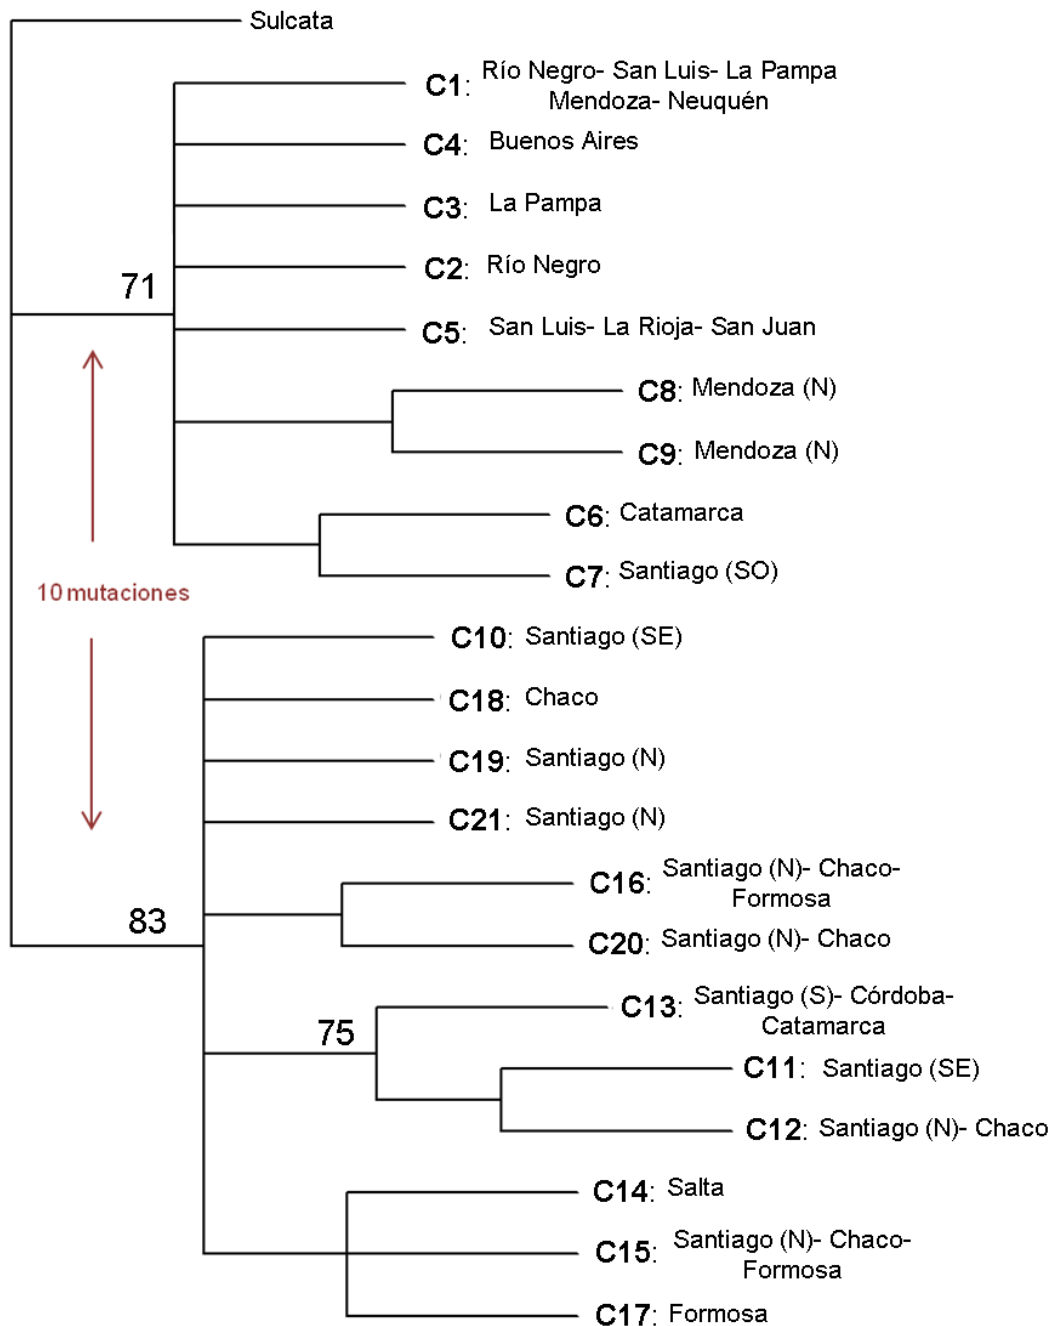 Sulcata
C1: Río Negro- San Luis- La Pampa
Mendoza- Neuquén
C4: Buenos Aires
C3: La Pampa
C2: Río Negro
71
C5: San Luis- La Rioja- San Juan
C8: Mendoza (N)
C9: Mendoza (N)
C6: Catamarca
C7: Santiago (SO)
10 mutaciones
C10: Santiago (SE)
C18: Chaco
C19: Santiago (N)
C21: Santiago (N)
C16: Santiago (N)- Chaco-
Formosa
83
C20: Santiago (N)- Chaco
C13: Santiago (S)- Córdoba-
Catamarca
75
C11: Santiago (SE)
C12: Santiago (N)- Chaco
C14: Salta
C15: Santiago (N)- Chaco-
Formosa
C17: Formosa